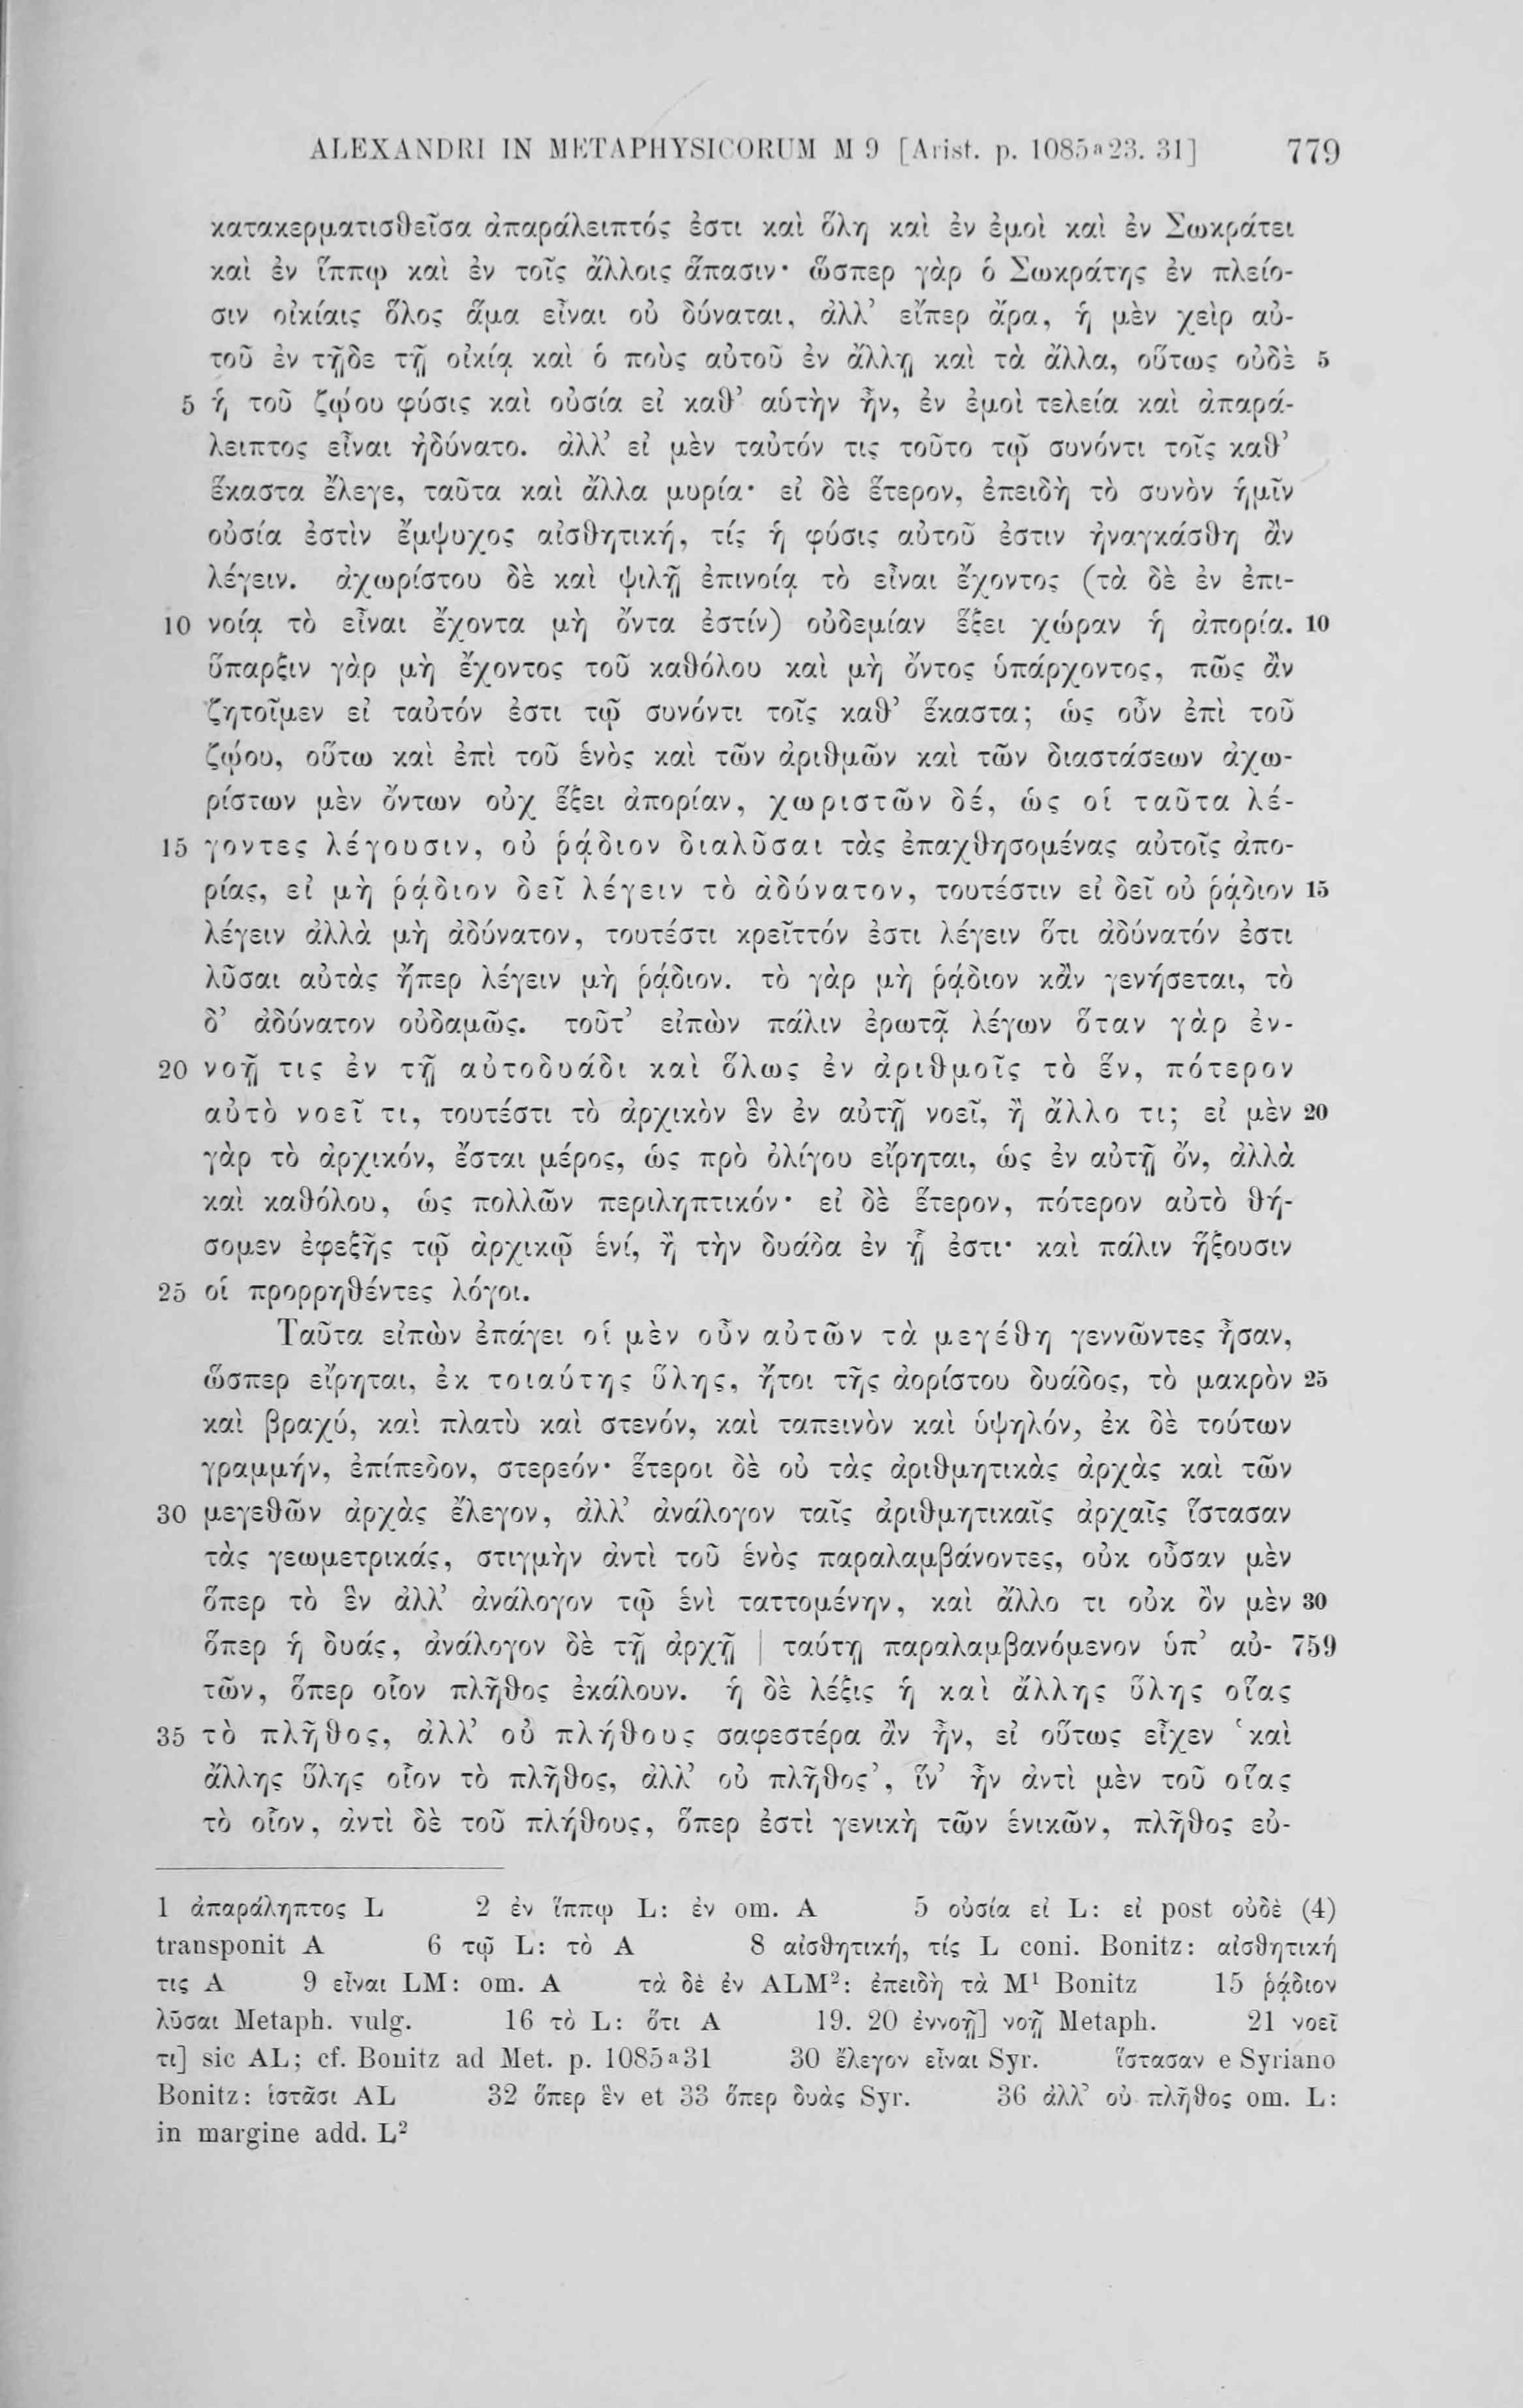 ALEXANDRI IN METAPHYSICORUM M 9 [Arist. p. 1085ᵃ23. 31] 779
κατακερματισθεῖσα ἀπαράλειπτός ἐστι καὶ ὅλη καὶ ἐν ἐμοὶ καὶ ἐν Σωκράτει
καὶ ἐν ἵππῳ καὶ ἐν τοῖς ἄλλοις ἅπασιν· ὥσπερ γὰρ ὁ Σωκράτης ἐν πλείο-
σιν οἰκίαις ὅλος ἅμα εἶναι οὐ δύναται, ἀλλ’ εἴπερ ἄρα, ἡ μὲν χεὶρ αὐ-
τοῦ ἐν τῇδε τῇ οἰκίᾳ καὶ ὁ ποὺς αὐτοῦ ἐν ἄλλῃ καὶ τὰ ἄλλα, οὕτως οὐδὲ 5
5 ἡ τοῦ ζῴου φύσις καὶ οὐσία εἰ καθ’ αὑτὴν ἦν, ἐν ἐμοὶ τελεία καὶ ἀπαρά-
λειπτος εἶναι ἠδύνατο. ἀλλ’ εἰ μὲν ταὐτόν τις τοῦτο τῷ συνόντι τοῖς καθ’
ἕκαστα ἔλεγε, ταῦτα καὶ ἄλλα μυρία· εἰ δὲ ἕτερον, ἐπειδὴ τὸ συνὸν ἡμῖν
οὐσία ἐστὶν ἔμψυχος αἰσθητική, τίς ἡ φύσις αὐτοῦ ἐστιν ἠναγκάσθη ἂν
λέγειν. ἀχωρίστου δὲ καὶ ψιλῇ ἐπινοίᾳ τὸ εἶναι ἔχοντος (τὰ δὲ ἐν ἐπι-
10 νοίᾳ τὸ εἶναι ἔχοντα μὴ ὄντα ἐστίν) οὐδεμίαν ἕξει χώραν ἡ ἀπορία. 10
ὕπαρξιν γὰρ μὴ ἔχοντος τοῦ καθόλου καὶ μὴ ὄντος ὑπάρχοντος, πῶς ἂν
ζητοῖμεν εἰ ταὐτόν ἐστι τῷ συνόντι τοῖς καθ’ ἕκαστα; ὡς οὖν ἐπὶ τοῦ
ζῴου, οὕτω καὶ ἐπὶ τοῦ ἑνὸς καὶ τῶν ἀριθμῶν καὶ τῶν διαστάσεων ἀχω-
ρίστων μὲν ὄντων οὐχ ἕξει ἀπορίαν, χωριστῶν δέ, ὡς οἱ ταῦτα λέ-
15 γοντες λέγουσιν, οὐ ῥᾴδιον διαλῦσαι τὰς ἐπαχθησομένας αὐτοῖς ἀπο-
ρίας, εἰ μὴ ῥᾴδιον δεῖ λέγειν τὸ ἀδύνατον, τουτέστιν εἰ δεῖ οὐ ῥᾴδιον 15
λέγειν ἀλλὰ μὴ ἀδύνατον, τουτέστι κρεῖττόν ἐστι λέγειν ὅτι ἀδύνατόν ἐστι
λῦσαι αὐτὰς ἤπερ λέγειν μὴ ῥᾴδιον. τὸ γὰρ μὴ ῥᾴδιον κἂν γενήσεται, τὸ
δ’ ἀδύνατον οὐδαμῶς. τοῦτ’ εἰπὼν πάλιν ἐρωτᾷ λέγων ὅταν γὰρ ἐν-
20 νοῇ τις ἐν τῇ αὐτοδυάδι καὶ ὅλως ἐν ἀριθμοῖς τὸ ἕν, πότερον
αὐτὸ νοεῖ τι, τουτέστι τὸ ἀρχικὸν ἓν ἐν αὐτῇ νοεῖ, ἢ ἄλλο τι; εἰ μὲν 20
γὰρ τὸ ἀρχικόν, ἔσται μέρος, ὡς πρὸ ὀλίγου εἴρηται, ὡς ἐν αὐτῇ ὄν, ἀλλὰ
καὶ καθόλου, ὡς πολλῶν περιληπτικόν· εἰ δὲ ἕτερον, πότερον αὐτὸ θή-
σομεν ἐφεξῆς τῷ ἀρχικῷ ἑνί, ἢ τὴν δυάδα ἐν ᾗ ἐστι· καὶ πάλιν ἥξουσιν
25 οἱ προρρηθέντες λόγοι.
Ταῦτα εἰπὼν ἐπάγει οἱ μὲν οὖν αὐτῶν τὰ μεγέθη γεννῶντες ἦσαν,
ὥσπερ εἴρηται, ἐκ τοιαύτης ὕλης, ἤτοι τῆς ἀορίστου δυάδος, τὸ μακρὸν 25
καὶ βραχύ, καὶ πλατὺ καὶ στενόν, καὶ ταπεινὸν καὶ ὑψηλόν, ἐκ δὲ τούτων
γραμμήν, ἐπίπεδον, στερεόν· ἕτεροι δὲ οὐ τὰς ἀριθμητικὰς ἀρχὰς καὶ τῶν
30 μεγεθῶν ἀρχὰς ἔλεγον, ἀλλ’ ἀνάλογον ταῖς ἀριθμητικαῖς ἀρχαῖς ἵστασαν
τὰς γεωμετρικάς, στιγμὴν ἀντὶ τοῦ ἑνὸς παραλαμβάνοντες, οὐκ οὖσαν μὲν
ὅπερ τὸ ἓν ἀλλ’ ἀνάλογον τῷ ἑνὶ ταττομένην, καὶ ἄλλο τι οὐκ ὂν μὲν 30
ὅπερ ἡ δυάς, ἀνάλογον δὲ τῇ ἀρχῇ | ταύτῃ παραλαμβανόμενον ὑπ’ αὐ- 759
τῶν, ὅπερ οἷον πλῆθος ἐκάλουν. ἡ δὲ λέξις ἡ καὶ ἄλλης ὕλης οἵας
35 τὸ πλῆθος, ἀλλ’ οὐ πλήθους σαφεστέρα ἂν ἦν, εἰ οὕτως εἶχεν ‘καὶ
ἄλλης ὕλης οἷον τὸ πλῆθος, ἀλλ’ οὐ πλῆθος’, ἵν’ ἦν ἀντὶ μὲν τοῦ οἵας
τὸ οἷον, ἀντὶ δὲ τοῦ πλήθους, ὅπερ ἐστὶ γενικὴ τῶν ἑνικῶν, πλῆθος εὐ-
1 ἀπαράληπτος L 2 ἐν ἵππῳ L: ἐν om. A 5 οὐσία εἰ L: εἰ post οὐδὲ (4)
transponit A 6 τῷ L: τὸ A 8 αἰσθητική, τίς L coni. Bonitz: αἰσθητική
τις A 9 εἶναι LM: om. A τὰ δὲ ἐν ALM²: ἐπειδὴ τὰ M¹ Bonitz 15 ῥᾴδιον
λῦσαι Metaph. vulg. 16 τὸ L: ὅτι A 19. 20 ἐννοῇ] νοῇ Metaph. 21 νοεῖ
τι] sic AL; cf. Bonitz ad Met. p. 1085ᵃ31 30 ἔλεγον εἶναι Syr. ἵστασαν e Syriano
Bonitz: ἱστᾶσι AL 32 ὅπερ ἓν et 33 ὅπερ δυὰς Syr. 36 ἀλλ’ οὐ πλῆθος om. L:
in margine add. L²